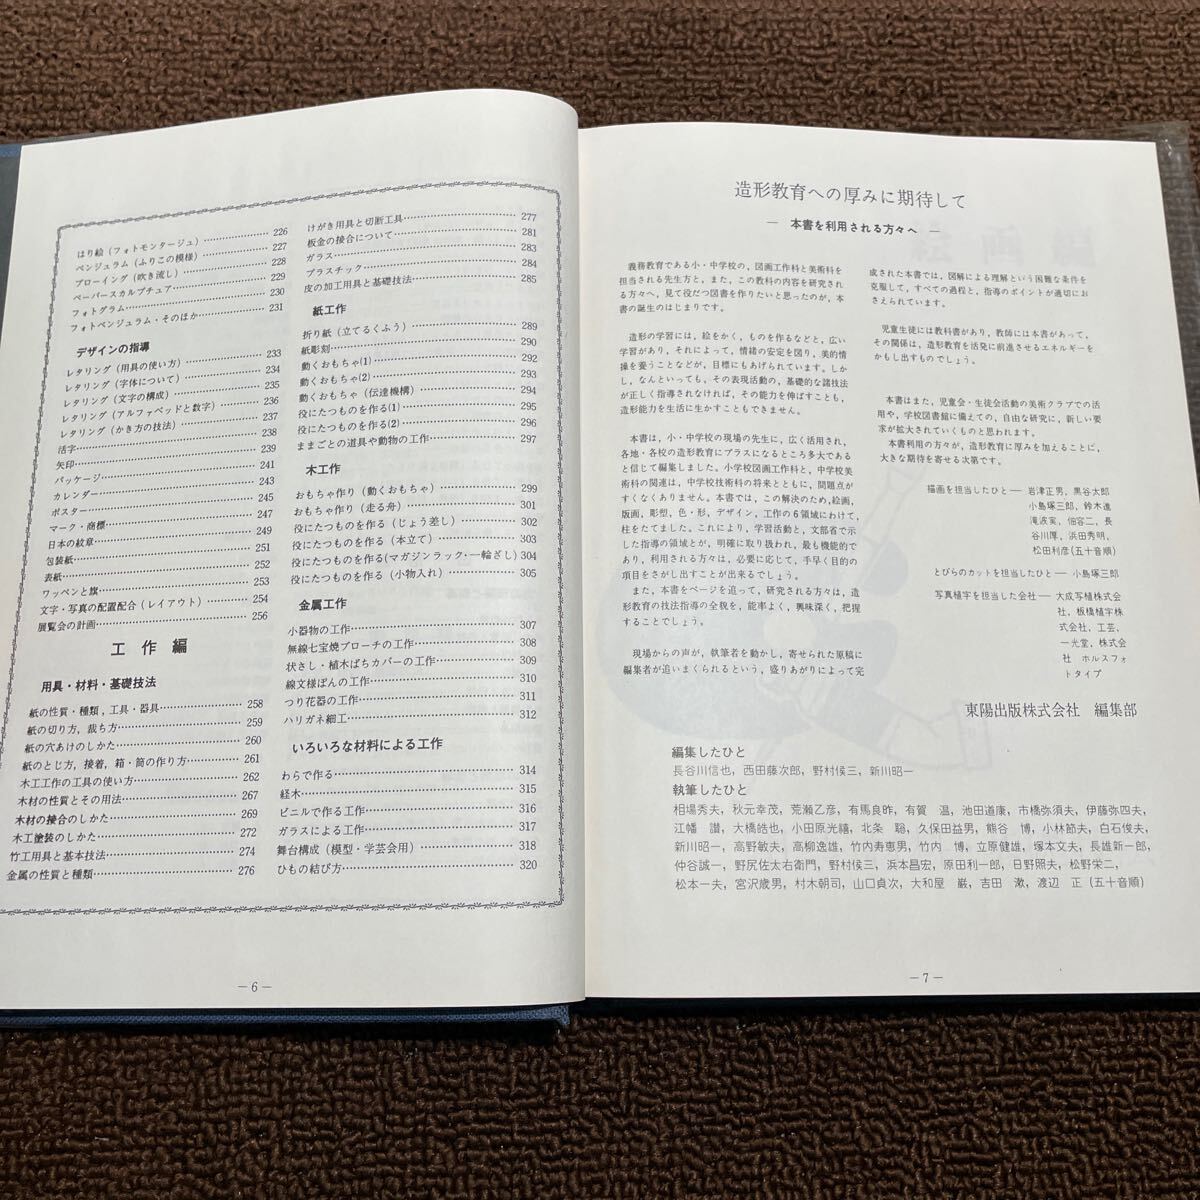 はり絵（フォトモンタージュ）…………… 226
ペンジュラム（ふりこの模様）…………… 227
ブローイング（吹き流し）………………… 228
ペーパースカルプチュア…………………… 229
フォトグラム………………………………… 230
フォトペンジュラム・そのほか…………… 231
デザインの指導
レタリング（用具の使い方）……………… 233
レタリング（字体について）……………… 234
レタリング（文字の構成）………………… 235
レタリング（アルファベッドと数字）…… 236
レタリング（かき方の技法）……………… 237
活字…………………………………………… 238
矢印…………………………………………… 239
パッケージ…………………………………… 241
カレンダー…………………………………… 243
ポスター……………………………………… 245
マーク・商標………………………………… 247
日本の紋章…………………………………… 249
包装紙………………………………………… 251
表紙…………………………………………… 252
ワッペンと旗………………………………… 253
文字・写真の配置配合（レイアウト）…… 254
展覧会の計画………………………………… 256
工 作 編
用具・材料・基礎技法
紙の性質・種類，工具・器具……………… 258
紙の切り方，裁ち方………………………… 259
紙の穴あけのしかた………………………… 260
紙のとじ方，接着，箱・筒の作り方……… 261
木工工作の工具の使い方…………………… 262
木材の性質とその用法……………………… 267
木材の接合のしかた………………………… 269
木工塗装のしかた…………………………… 272
竹工用具と基本技法………………………… 274
金属の性質と種類…………………………… 276
けがき用具と切断工具……………………… 277
板金の接合について………………………… 281
ガラス………………………………………… 283
プラスチック………………………………… 284
皮の加工用具と基礎技法…………………… 285
紙工作
折り紙（立てるくふう）…………………… 289
紙彫刻………………………………………… 290
動くおもちゃ(1)……………………………… 292
動くおもちゃ(2)……………………………… 293
動くおもちゃ（伝達機構）………………… 294
役にたつものを作る(1)……………………… 295
役にたつものを作る(2)……………………… 296
ままごとの道具や動物の工作……………… 297
木工作
おもちゃ作り（動くおもちゃ）…………… 299
おもちゃ作り（走る舟）…………………… 301
役にたつものを作る（じょう差し）……… 302
役にたつものを作る（本立て）…………… 303
役にたつものを作る(マガジンラック・一輪ざし) 304
役にたつものを作る（小物入れ）………… 305
金属工作
小器物の工作………………………………… 307
無線七宝焼ブローチの工作………………… 308
状さし・植木ばちカバーの工作…………… 309
線文様ぼんの工作…………………………… 310
つり花器の工作……………………………… 311
ハリガネ細工………………………………… 312
いろいろな材料による工作
わらで作る…………………………………… 314
経木…………………………………………… 315
ビニルで作る工作…………………………… 316
ガラスによる工作…………………………… 317
舞台構成（模型・学芸会用）……………… 318
ひもの結び方………………………………… 320
－6－
造形教育への厚みに期待して
― 本書を利用される方々へ ―
義務教育である小・中学校の，図画工作科と美術科を
担当される先生方と，また，この教科の内容を研究され
る方々へ，見て役だつ図書を作りたいと思ったのが，本
書の誕生のはじまりです。
造形の学習には，絵をかく，ものを作るなどと，広い
学習があり，それによって，情緒の安定を図り，美的情
操を養うことなどが，目標にもあげられています。しか
し，なんといっても，その表現活動の，基礎的な諸技法
が正しく指導されなければ，その能力を伸ばすことも，
造形能力を生活に生かすこともできません。
本書は，小・中学校の現場の先生に，広く活用され，
各地・各校の造形教育にプラスになるところ多大である
と信じて編集しました。小学校図画工作科と，中学校美
術科の関連は，中学校技術科の将来とともに，問題点が
すくなくありません。本書では，この解決のため，絵画，
版画，彫塑，色・形，デザイン，工作の６領域にわけて，
柱をたてました。これにより，学習活動と，文部省で示
した指導の領域とが，明確に取り扱われ，最も機能的で
あり，利用される方々は，必要に応じて，手早く目的の
項目をさがし出すことが出来るでしょう。
また，本書をページを追って，研究される方々は，造
形教育の技法指導の全貌を，能率よく，興味深く，把握
することでしょう。
現場からの声が，執筆者を動かし，寄せられた原稿に
編集者が追いまくられるという，盛りあがりによって完
成された本書では，図解による理解という困難な条件を
克服して，すべての過程と，指導のポイントが適切にお
さえられています。
児童生徒には教科書があり，教師には本書があって，
その関係は，造形教育を活発に前進させるエネルギーを
かもし出すものでしょう。
本書はまた，児童会・生徒会活動の美術クラブでの活
用や，学校図書館に備えての，自由な研究に，新しい要
求が拡大されていくものと思われます。
本書利用の方々が，造形教育に厚みを加えることに，
大きな期待を寄せる次第です。
描画を担当したひと― 岩津正男，黒谷太郎
小島塚三郎，鈴木進
滝波実，佃容二，長
谷川厚，浜田秀明，
松田利彦(五十音順)
とびらのカットを担当したひと― 小島塚三郎
写真植字を担当した会社― 大成写植株式会
社，板橋植字株
式会社，工芸，
一光堂，株式会
社 ホルスフォ
トタイプ
東陽出版株式会社 編集部
編集したひと
長谷川信也，西田藤次郎，野村候三，新川昭一
執筆したひと
相場秀夫，秋元幸茂，荒瀬乙彦，有馬良昨，有賀 温，池田道康，市橋弥須夫，伊藤弥四夫，
江幡 譛，大橋皓也，小田原光禧，北条 聡，久保田益男，熊谷 博，小林節夫，白石俊夫，
新川昭一，高野敏夫，高柳逸雄，竹内寿恵男，竹内 博，立原健雄，塚本文夫，長雄新一郎，
仲谷誠一，野尻佐太右衛門，野村候三，浜本昌宏，原田利一郎，日野照夫，松野栄二，
松本一夫，宮沢歳男，村木朝司，山口貞次，大和屋 巌，吉田 漱，渡辺 正(五十音順)
－7－